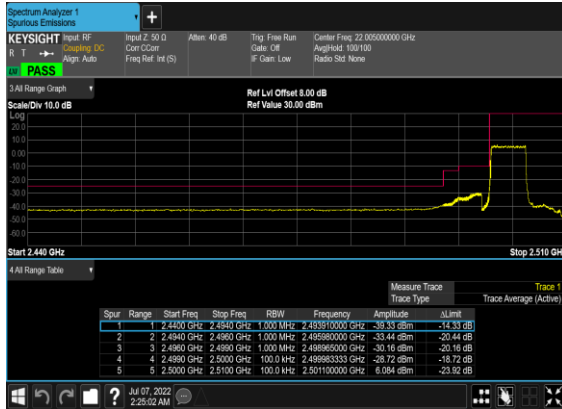 Spectrum Analyzer 1
Spurious Emissions
KEYSIGHT Input: RF Input Z: 50 Ω Atten: 40 dB Trig: Free Run Center Freq: 22.005000000 GHz
R T Coupling: DC Corr CCorr Gate: Off Avg|Hold: 100/100
Align: Auto Freq Ref: Int (S) IF Gain: Low Radio Std: None
PASS
3 All Range Graph Ref Lvl Offset 8.00 dB
Scale/Div 10.0 dB Ref Value 30.00 dBm
Log
20.0
10.0
0.00
-10.0
-20.0
-30.0
-40.0
-50.0
-60.0
Start 2.440 GHz Stop 2.510 GH
4 All Range Table
Measure Trace Trace 1
Trace Type Trace Average (Active)
Spur Range Start Freq Stop Freq RBW Frequency Amplitude ΔLimit
1 1 2.4400 GHz 2.4940 GHz 1.000 MHz 2.493910000 GHz -39.33 dBm -14.33 dB
2 2 2.4940 GHz 2.4960 GHz 1.000 MHz 2.495980000 GHz -33.44 dBm -20.44 dB
3 3 2.4960 GHz 2.4990 GHz 1.000 MHz 2.498965000 GHz -30.16 dBm -20.16 dB
4 4 2.4990 GHz 2.5000 GHz 100.0 kHz 2.499983333 GHz -28.72 dBm -18.72 dB
5 5 2.5000 GHz 2.5100 GHz 100.0 kHz 2.501100000 GHz 6.084 dBm -23.92 dB
? Jul 07, 2022
2:25:02 AM